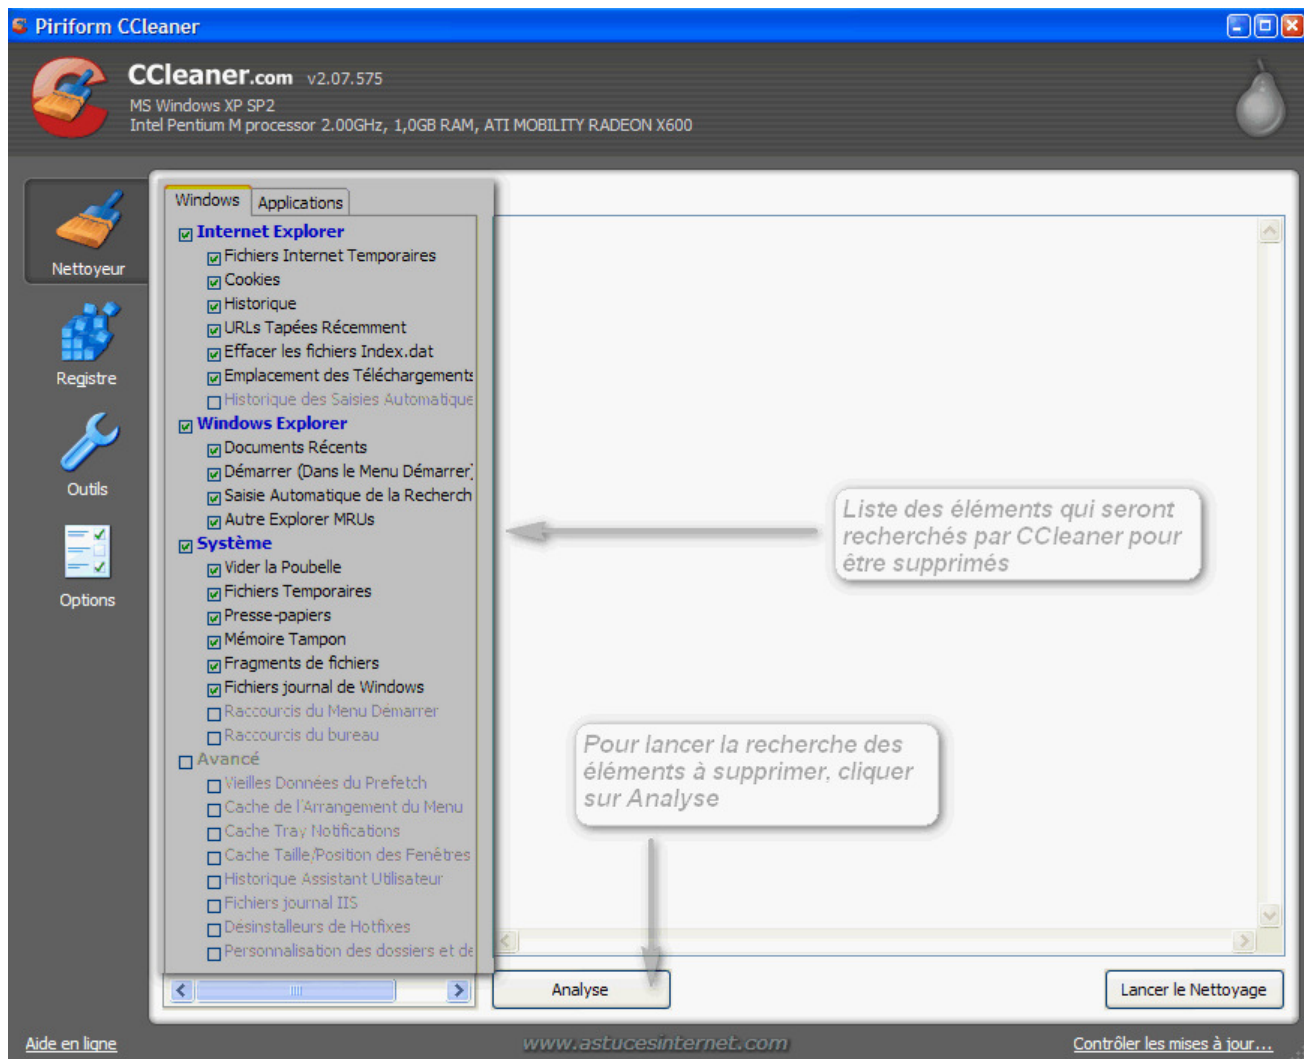 Piriform CCleaner
CCleaner.com v2.07.575
MS Windows XP SP2
Intel Pentium M processor 2.00GHz, 1,0GB RAM, ATI MOBILITY RADEON X600
Nettoyeur
Registre
Outils
Options
Windows Applications
Internet Explorer
Fichiers Internet Temporaires
Cookies
Historique
URLs Tapées Récemment
Effacer les fichiers Index.dat
Emplacement des Téléchargements
Historique des Saisies Automatique
Windows Explorer
Documents Récents
Démarrer (Dans le Menu Démarrer)
Saisie Automatique de la Recherch
Autre Explorer MRUs
Système
Vider la Poubelle
Fichiers Temporaires
Presse-papiers
Mémoire Tampon
Fragments de fichiers
Fichiers journal de Windows
Raccourcis du Menu Démarrer
Raccourcis du bureau
Avancé
Vieilles Données du Prefetch
Cache de l'Arrangement du Menu
Cache Tray Notifications
Cache Taille/Position des Fenêtres
Historique Assistant Utilisateur
Fichiers journal IIS
Désinstalleurs de Hotfixes
Personnalisation des dossiers et de
Liste des éléments qui seront
recherchés par CCleaner pour
être supprimés
Pour lancer la recherche des
éléments à supprimer, cliquer
sur Analyse
Analyse
Lancer le Nettoyage
Aide en ligne
www.astucesinternet.com
Contrôler les mises à jour...